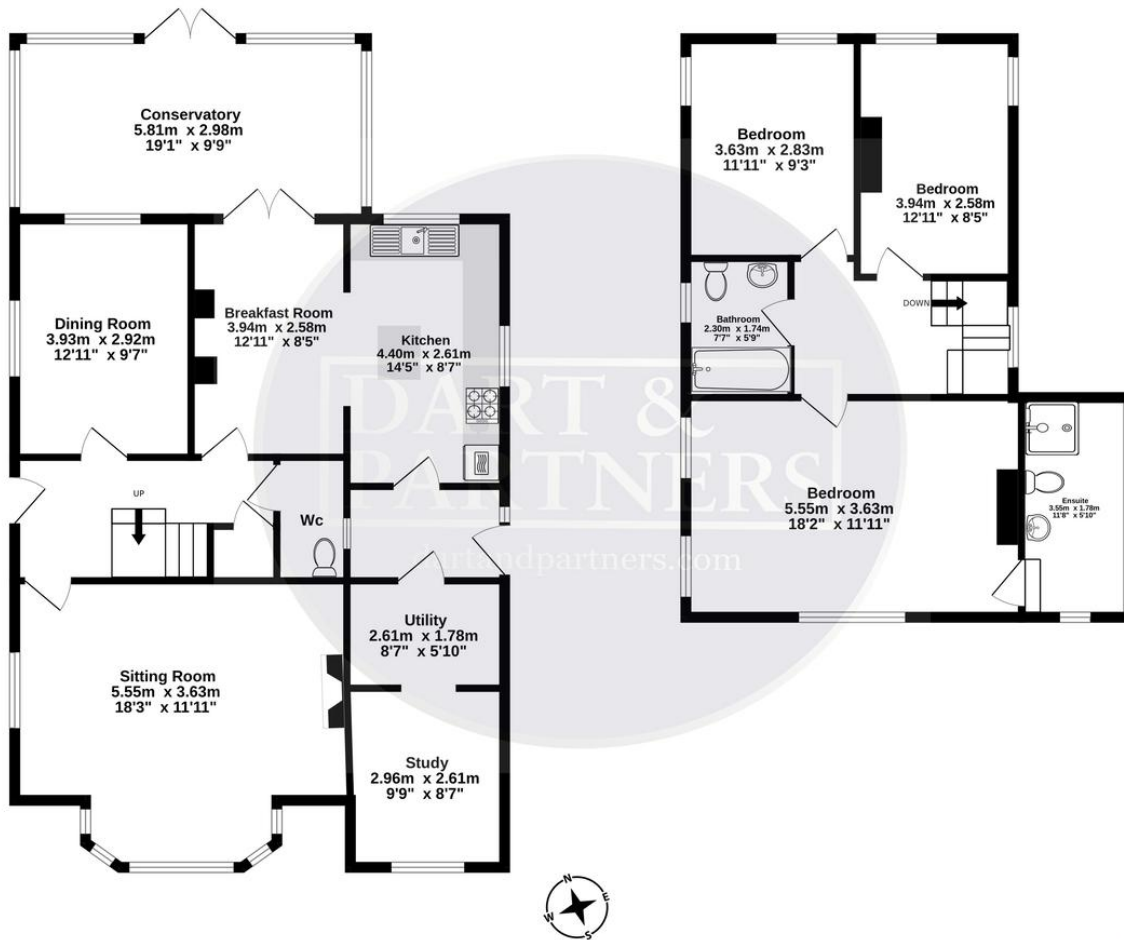 Conservatory
5.81m x 2.98m
19'1" x 9'9"
Dining Room
3.93m x 2.92m
12'11" x 9'7"
Breakfast Room
3.94m x 2.58m
12'11" x 8'5"
Kitchen
4.40m x 2.61m
14'5" x 8'7"
UP
Wc
Utility
2.61m x 1.78m
8'7" x 5'10"
Sitting Room
5.55m x 3.63m
18'3" x 11'11"
Study
2.96m x 2.61m
9'9" x 8'7"
Bedroom
3.63m x 2.83m
11'11" x 9'3"
Bedroom
3.94m x 2.58m
12'11" x 8'5"
DOWN
Bathroom
2.30m x 1.74m
7'7" x 5'9"
Bedroom
5.55m x 3.63m
18'2" x 11'11"
Ensuite
3.55m x 1.78m
11'8" x 5'10"
DART &
PARTNERS
dartandpartners.com
N
E
W
S